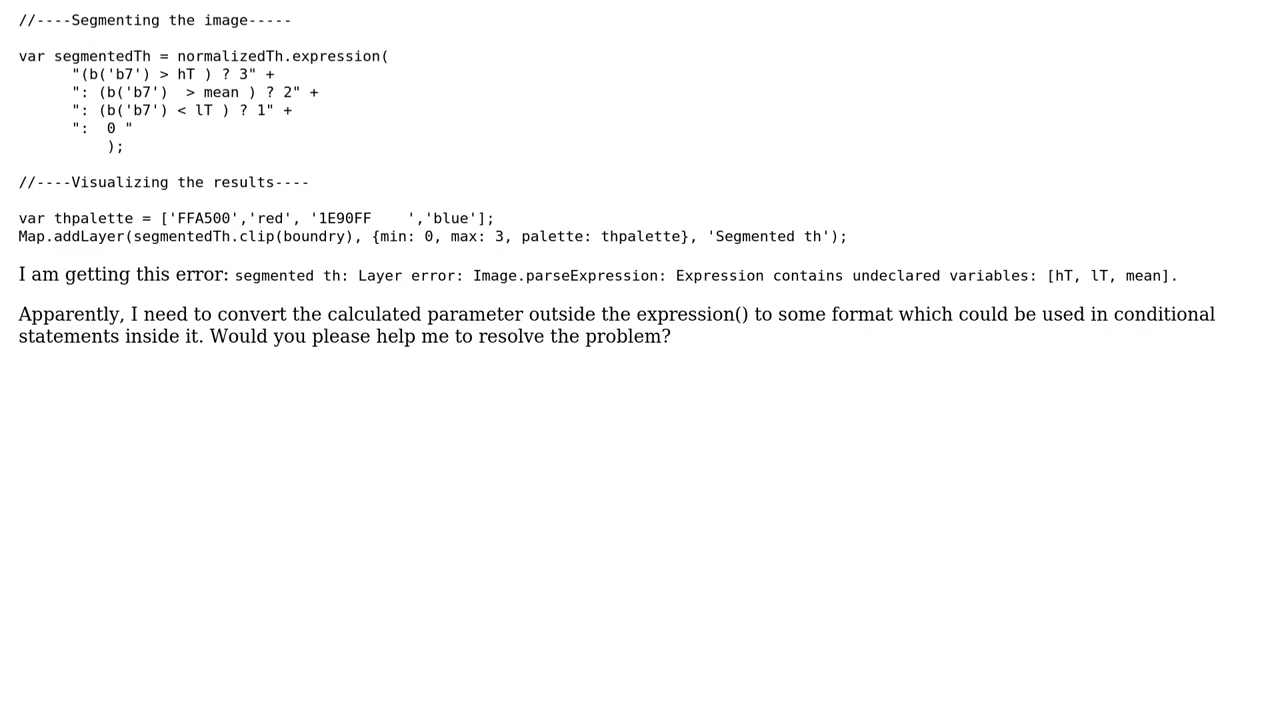 //----Segmenting the image-----
var segmentedTh = normalizedTh.expression(
"(b('b7') > hT ) ? 3" +
": (b('b7')  > mean ) ? 2" +
": (b('b7') < lT ) ? 1" +
":  0 "
);
//----Visualizing the results----
var thpalette = ['FFA500','red', '1E90FF    ','blue'];
Map.addLayer(segmentedTh.clip(boundry), {min: 0, max: 3, palette: thpalette}, 'Segmented th');
I am getting this error: segmented th: Layer error: Image.parseExpression: Expression contains undeclared variables: [hT, lT, mean].
Apparently, I need to convert the calculated parameter outside the expression() to some format which could be used in conditional
statements inside it. Would you please help me to resolve the problem?